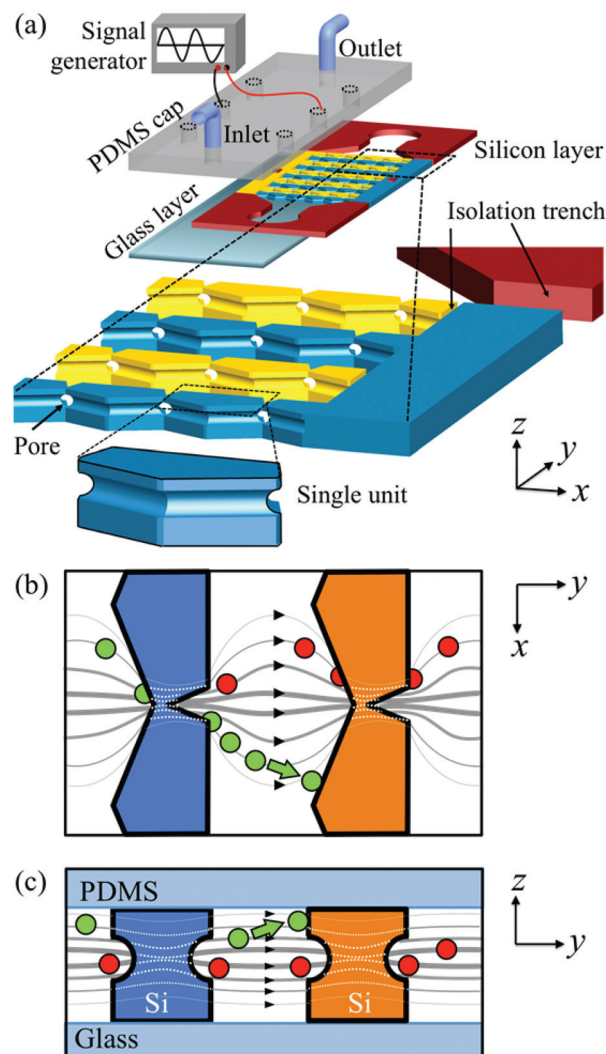 (a)
Signal
generator
Outlet
PDMS cap
Inlet
Silicon layer
Glass layer
Isolation trench
Pore
Single unit
z
y
x
(b)
y
x
(c)
PDMS
z
y
Si
Si
Glass